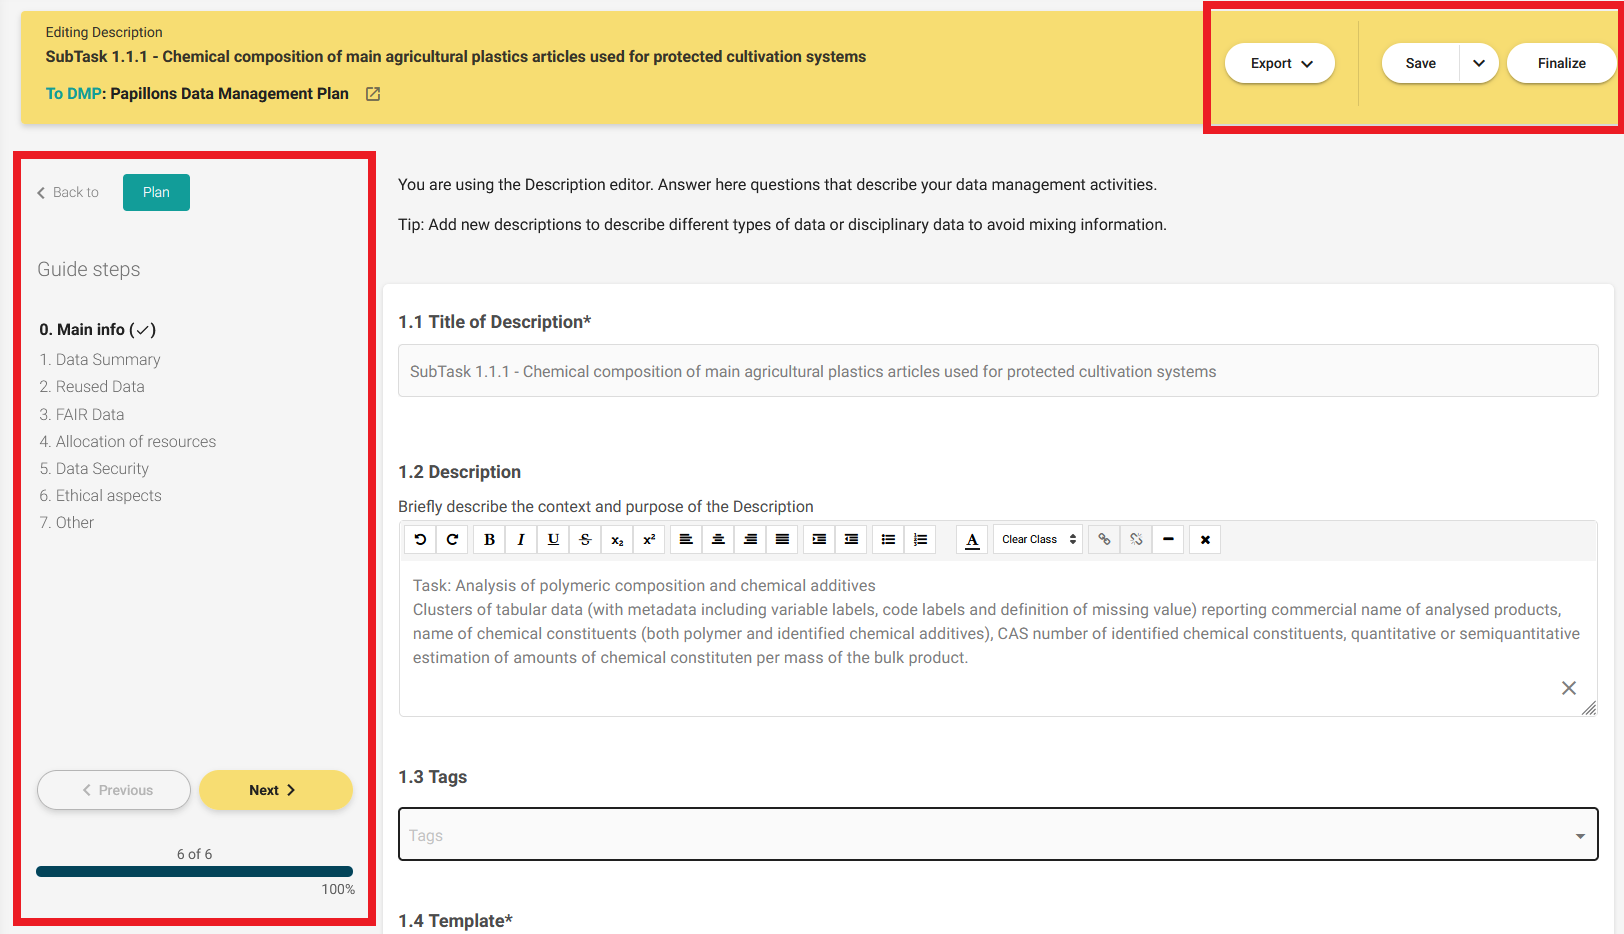 Editing Description
SubTask 1.1.1 - Chemical composition of main agricultural plastics articles used for protected cultivation systems
To DMP: Papillons Data Management Plan
Export
Save
Finalize
Back to
Plan
Guide steps
0. Main info (✓)
1. Data Summary
2. Reused Data
3. FAIR Data
4. Allocation of resources
5. Data Security
6. Ethical aspects
7. Other
Previous
Next
6 of 6
100%
You are using the Description editor. Answer here questions that describe your data management activities.
Tip: Add new descriptions to describe different types of data or disciplinary data to avoid mixing information.
1.1 Title of Description*
SubTask 1.1.1 - Chemical composition of main agricultural plastics articles used for protected cultivation systems
1.2 Description
Briefly describe the context and purpose of the Description
B I U S x₂ x² A Clear Class
Task: Analysis of polymeric composition and chemical additives
Clusters of tabular data (with metadata including variable labels, code labels and definition of missing value) reporting commercial name of analysed products,
name of chemical constituents (both polymer and identified chemical additives), CAS number of identified chemical constituents, quantitative or semiquantitative
estimation of amounts of chemical constituten per mass of the bulk product.
1.3 Tags
Tags
1.4 Template*